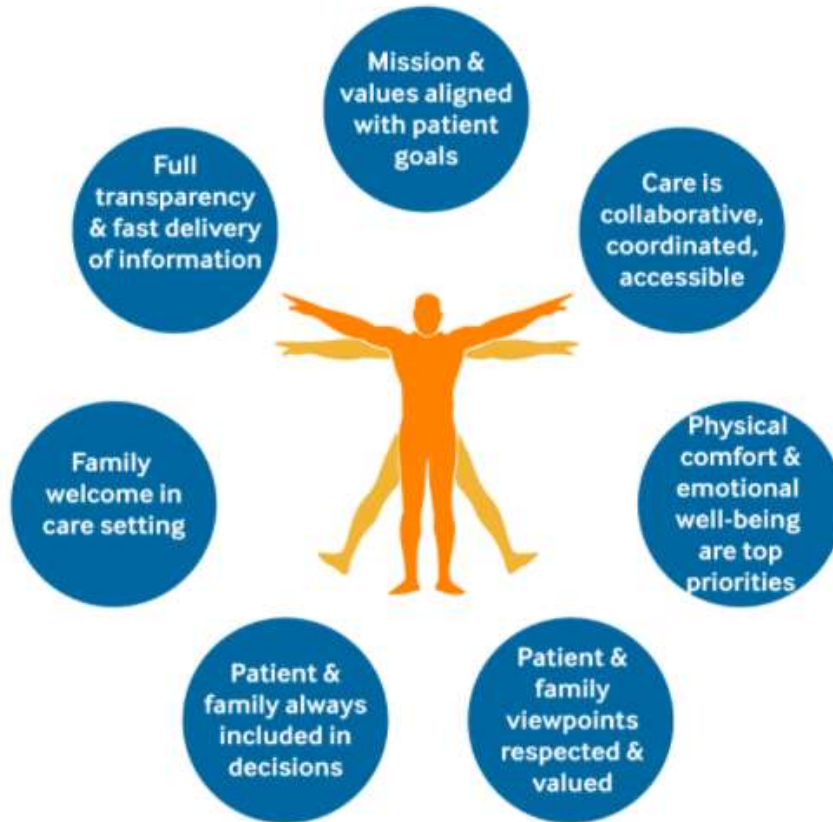 Mission &
values aligned
with patient
goals
Care is
collaborative,
coordinated,
accessible
Physical
comfort &
emotional
well-being
are top
priorities
Patient &
family
viewpoints
respected &
valued
Patient &
family always
included in
decisions
Family
welcome in
care setting
Full
transparency
& fast delivery
of information